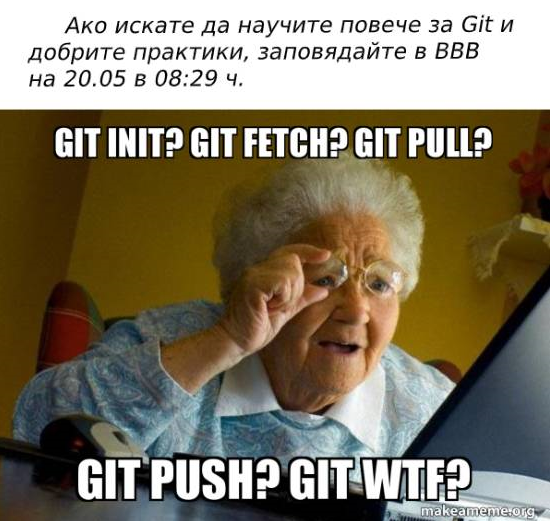 Ако искате да научите повече за Git и
добрите практики, заповядайте в BBB
на 20.05 в 08:29 ч.
GIT INIT? GIT FETCH? GIT PULL?
GIT PUSH? GIT WTF?
makeameme.org